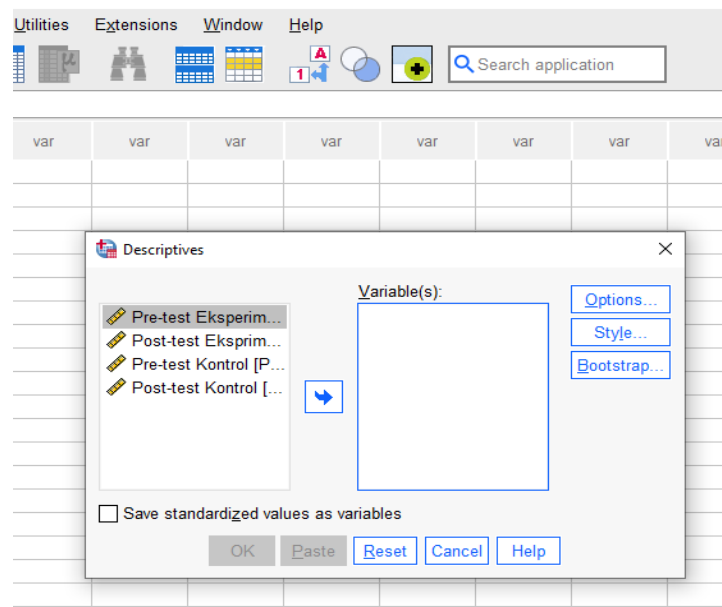 Utilities Extensions Window Help
Search application
var var var var var var var va
Descriptives
Variable(s):
Pre-test Eksperim...
Post-test Eksprim...
Pre-test Kontrol [P...
Post-test Kontrol [...
Options...
Style...
Bootstrap...
Save standardized values as variables
OK Paste Reset Cancel Help